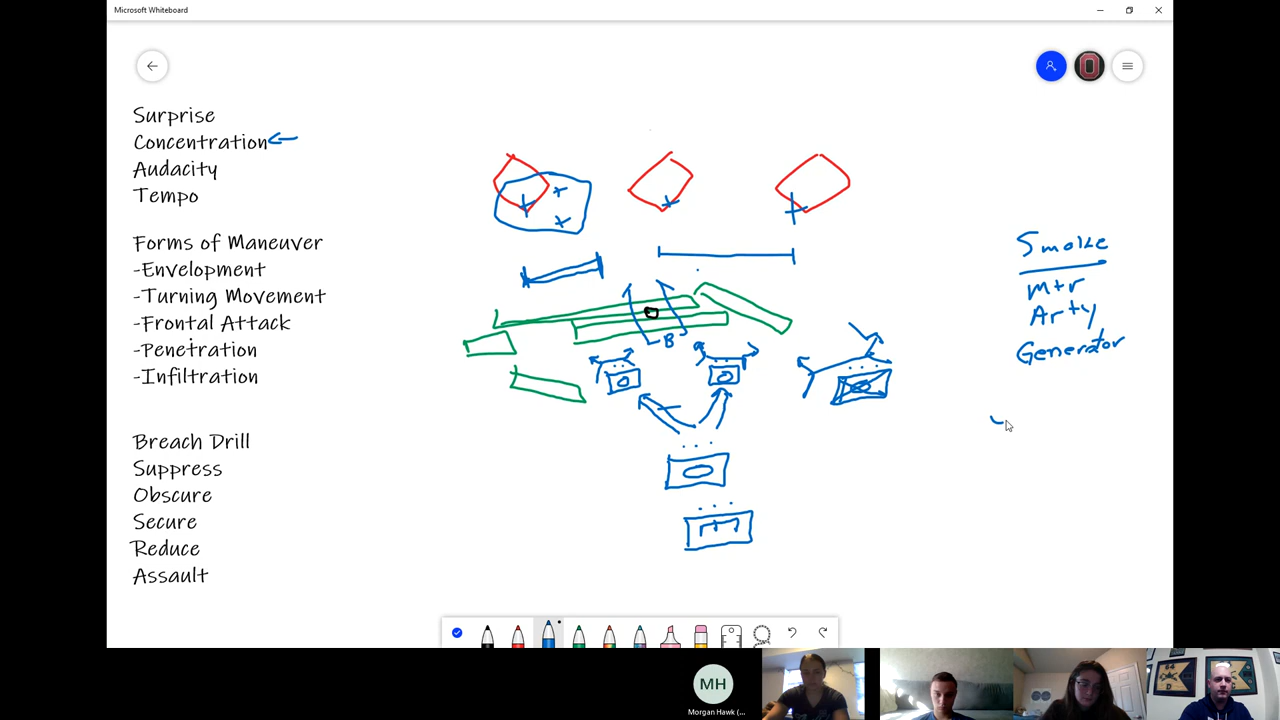 Microsoft Whiteboard
Surprise
Concentration
Audacity
Tempo
Forms of Maneuver
-Envelopment
-Turning Movement
-Frontal Attack
-Penetration
-Infiltration
Breach Drill
Suppress
Obscure
Secure
Reduce
Assault
B
Smoke
Mtr
Arty
Generator
MH
Morgan Hawk (...